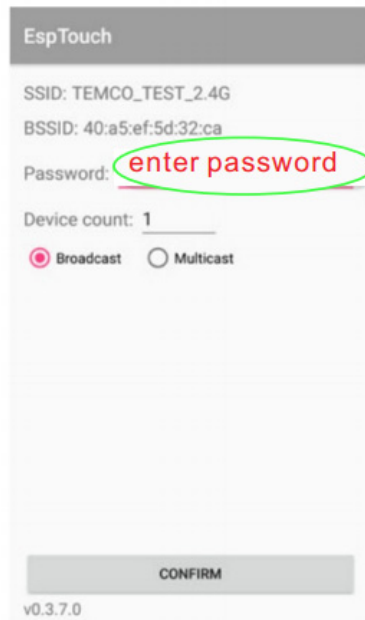 EspTouch
SSID: TEMCO_TEST_2.4G
BSSID: 40:a5:ef:5d:32:ca
Password: enter password
Device count: 1
Broadcast Multicast
CONFIRM
v0.3.7.0